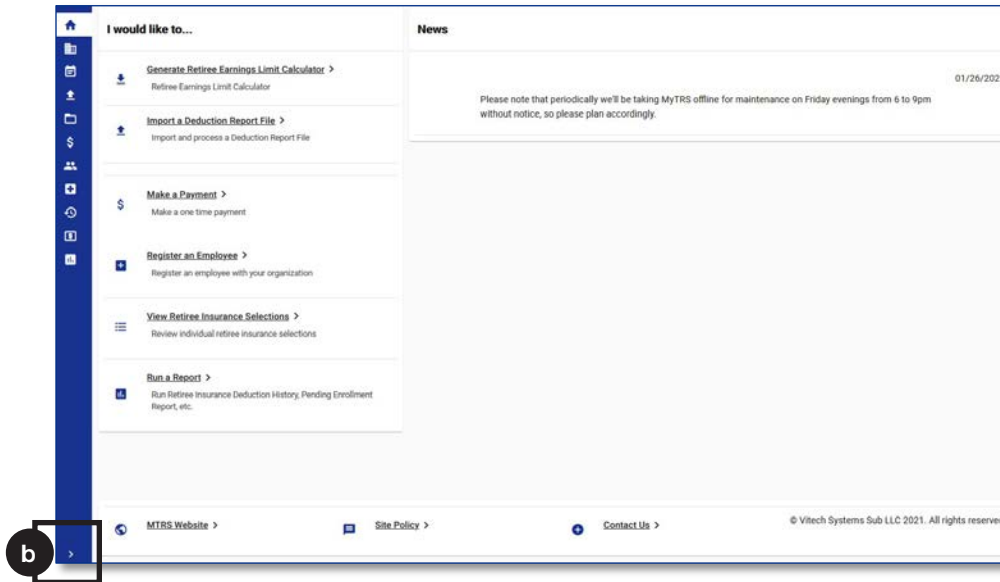 I would like to...
Generate Retiree Earnings Limit Calculator >
Retiree Earnings Limit Calculator
Import a Deduction Report File >
Import and process a Deduction Report File
Make a Payment >
Make a one time payment
Register an Employee >
Register an employee with your organization
View Retiree Insurance Selections >
Review individual retiree insurance selections
Run a Report >
Run Retiree Insurance Deduction History, Pending Enrollment
Report, etc.
News
01/26/202
Please note that periodically we'll be taking MyTRS offline for maintenance on Friday evenings from 6 to 9pm
without notice, so please plan accordingly.
MTRS Website >
Site Policy >
Contact Us >
© Vitech Systems Sub LLC 2021. All rights reserve
b